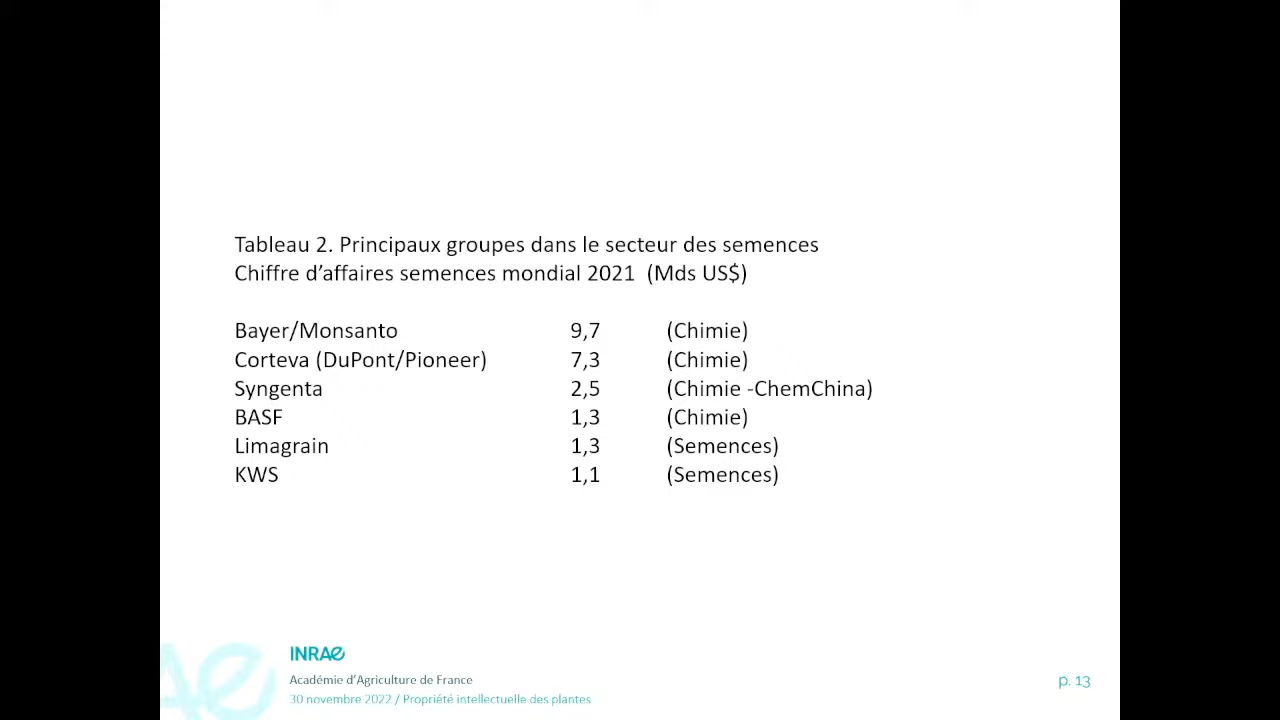 Tableau 2. Principaux groupes dans le secteur des semences
Chiffre d’affaires semences mondial 2021 (Mds US$)
Bayer/Monsanto 9,7 (Chimie)
Corteva (DuPont/Pioneer) 7,3 (Chimie)
Syngenta 2,5 (Chimie -ChemChina)
BASF 1,3 (Chimie)
Limagrain 1,3 (Semences)
KWS 1,1 (Semences)
INRAE
Académie d’Agriculture de France
30 novembre 2022 / Propriété intellectuelle des plantes
p. 13